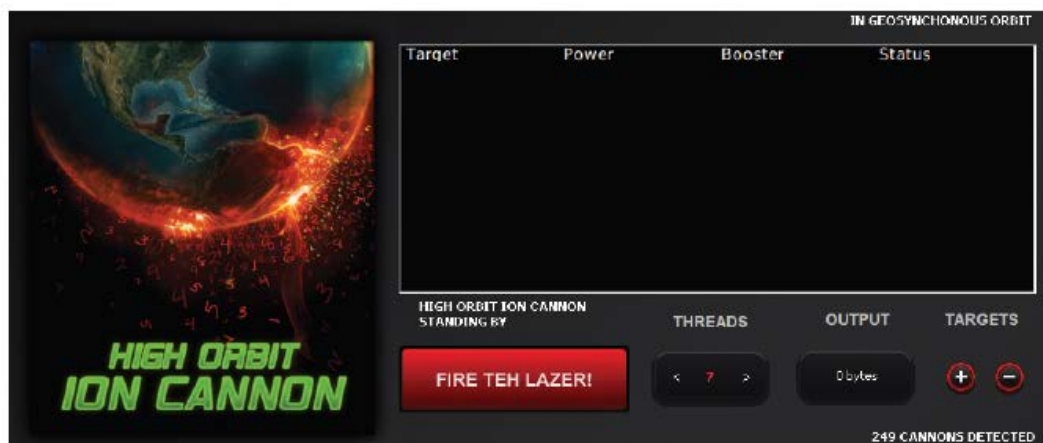 IN GEOSYNCHONOUS ORBIT
Target Power Booster Status
HIGH ORBIT
ION CANNON
HIGH ORBIT ION CANNON
STANDING BY
THREADS OUTPUT TARGETS
FIRE TEH LAZER!
< 7 > 0 bytes + −
249 CANNONS DETECTED